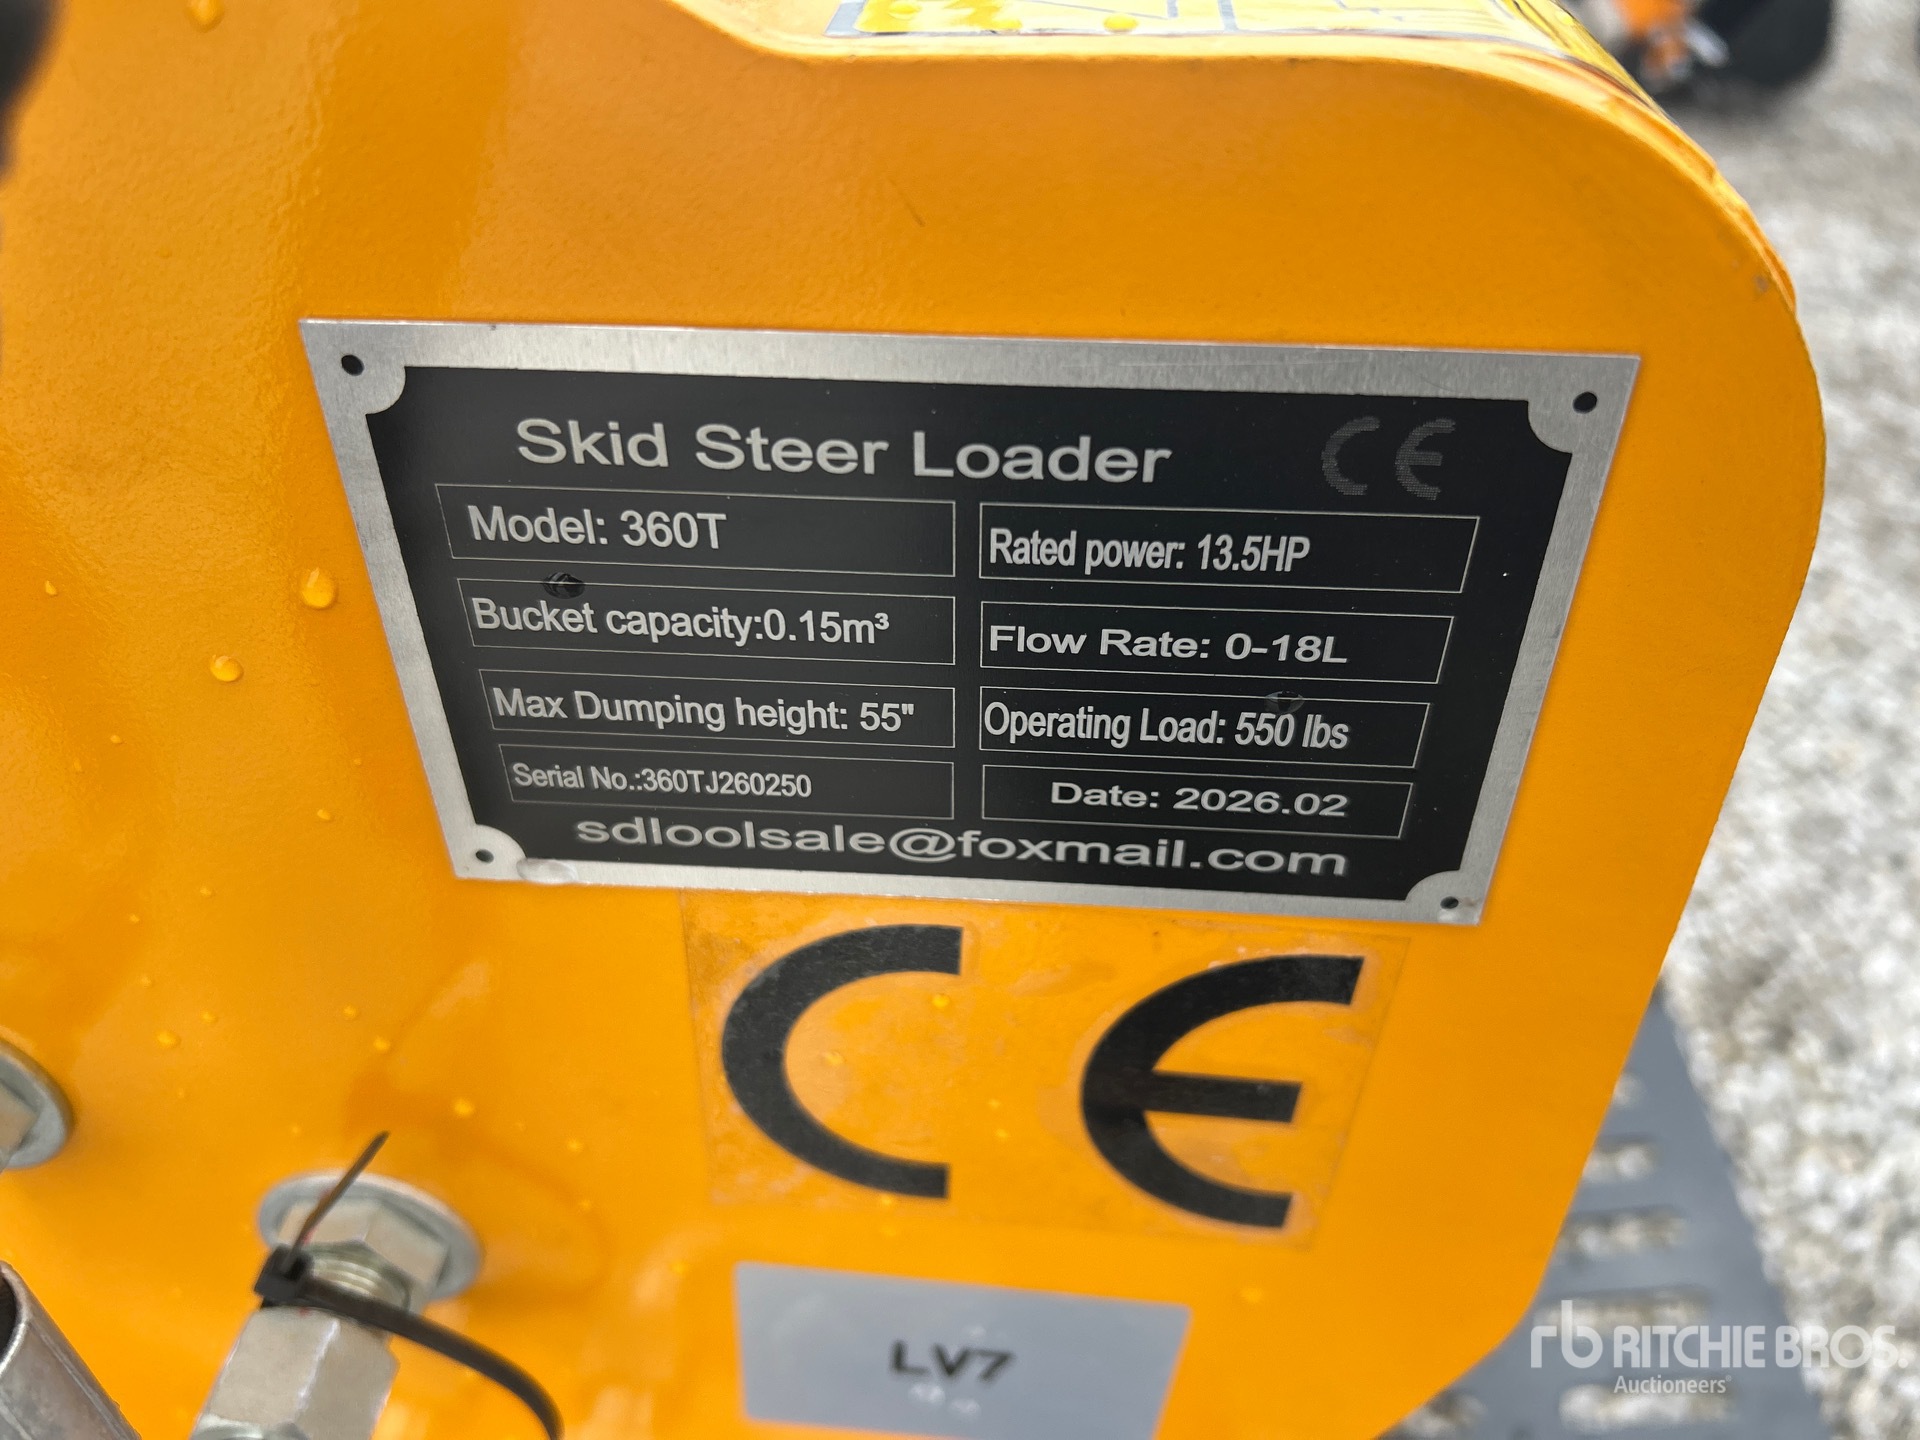 Skid Steer Loader CE
Model: 360T
Rated power: 13.5HP
Bucket capacity:0.15m³
Flow Rate: 0-18L
Max Dumping height: 55"
Operating Load: 550 lbs
Serial No.:360TJ260250
Date: 2026.02
sdloolsale@foxmail.com
CE
LV7
rb RITCHIE BROS.
Auctioneers